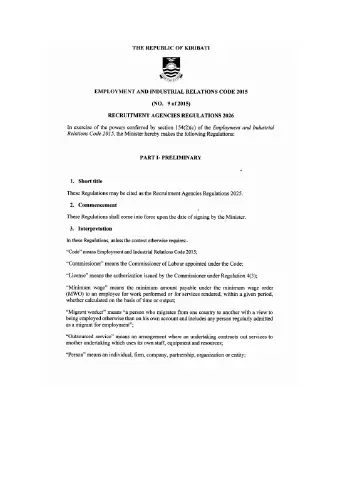 THE REPUBLIC OF KIRIBATI
EMPLOYMENT AND INDUSTRIAL RELATIONS CODE 2015
(NO. 9 of 2015)
RECRUITMENT AGENCIES REGULATIONS 2026
In exercise of the powers conferred by section 154(2)(c) of the Employment and Industrial
Relations Code 2015, the Minister hereby makes the following Regulations:
PART I- PRELIMINARY
1. Short title
These Regulations may be cited as the Recruitment Agencies Regulations 2025.
2. Commencement
These Regulations shall come into force upon the date of signing by the Minister.
3. Interpretation
In these Regulations, unless the context otherwise requires:-
"Code" means Employment and Industrial Relations Code 2015;
"Commissioner" means the Commissioner of Labour appointed under the Code;
"License" means the authorization issued by the Commissioner under Regulation 4(5);
"Minimum wage" means the minimum amount payable under the minimum wage order
(MWO) to an employee for work performed or for services rendered, within a given period,
whether calculated on the basis of time or output;
"Migrant worker" means "a person who migrates from one country to another with a view to
being employed otherwise than on his own account and includes any person regularly admitted
as a migrant for employment";
"Outsourced service" means an arrangement where an undertaking contracts out services to
another undertaking which uses its own staff, equipment and resources;
"Person" means an individual, firm, company, partnership, organization or entity;